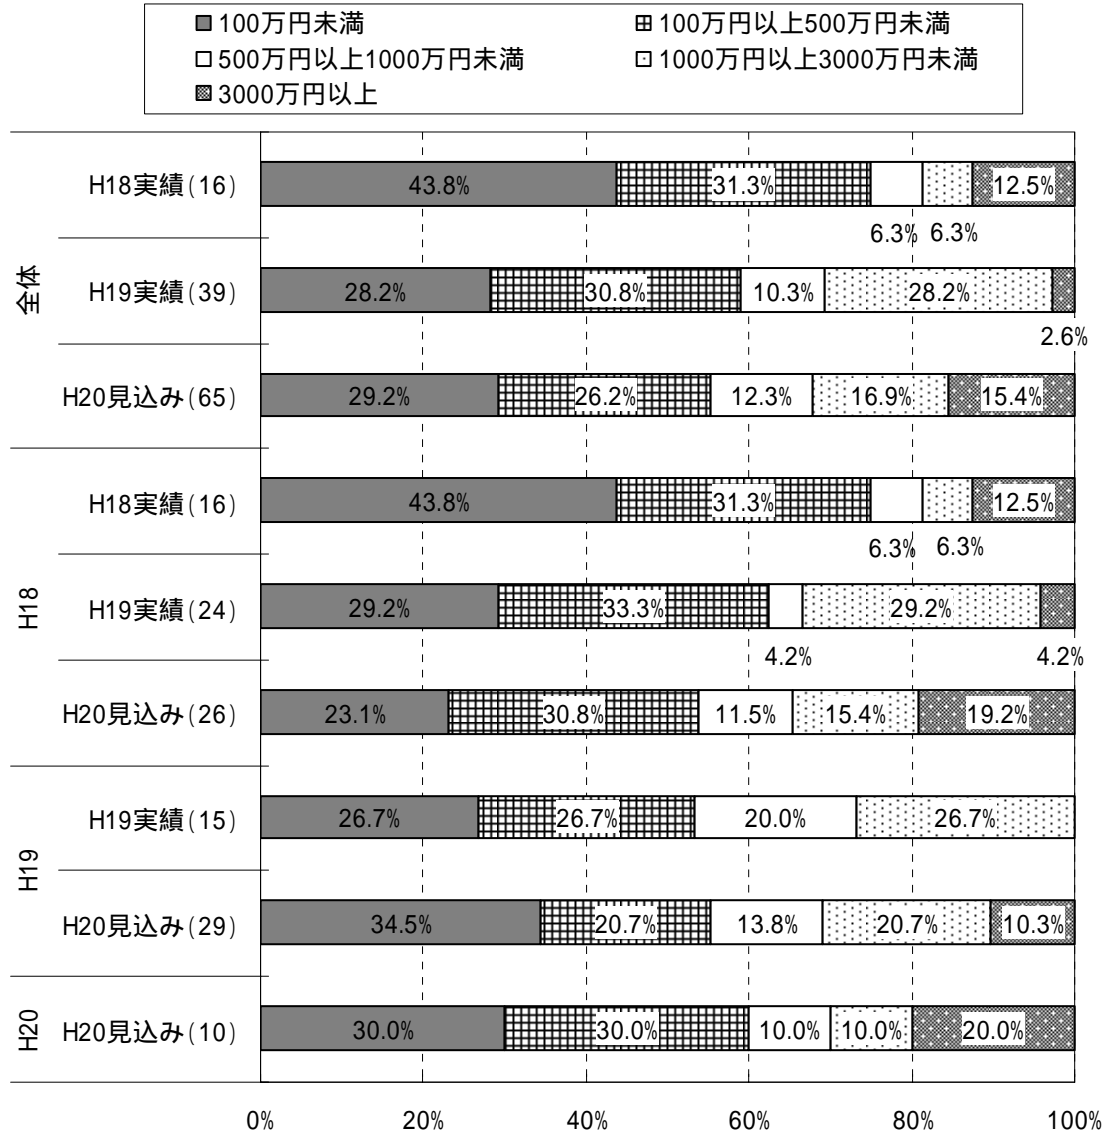 100万円未満 100万円以上500万円未満
500万円以上1000万円未満 1000万円以上3000万円未満
3000万円以上
全体
H18実績(16) 43.8% 31.3% 12.5%
6.3% 6.3%
H19実績(39) 28.2% 30.8% 10.3% 28.2%
2.6%
H20見込み(65) 29.2% 26.2% 12.3% 16.9% 15.4%
H18
H18実績(16) 43.8% 31.3% 12.5%
6.3% 6.3%
H19実績(24) 29.2% 33.3% 29.2%
4.2% 4.2%
H20見込み(26) 23.1% 30.8% 11.5% 15.4% 19.2%
H19
H19実績(15) 26.7% 26.7% 20.0% 26.7%
H20見込み(29) 34.5% 20.7% 13.8% 20.7% 10.3%
H20
H20見込み(10) 30.0% 30.0% 10.0% 10.0% 20.0%
0% 20% 40% 60% 80% 100%